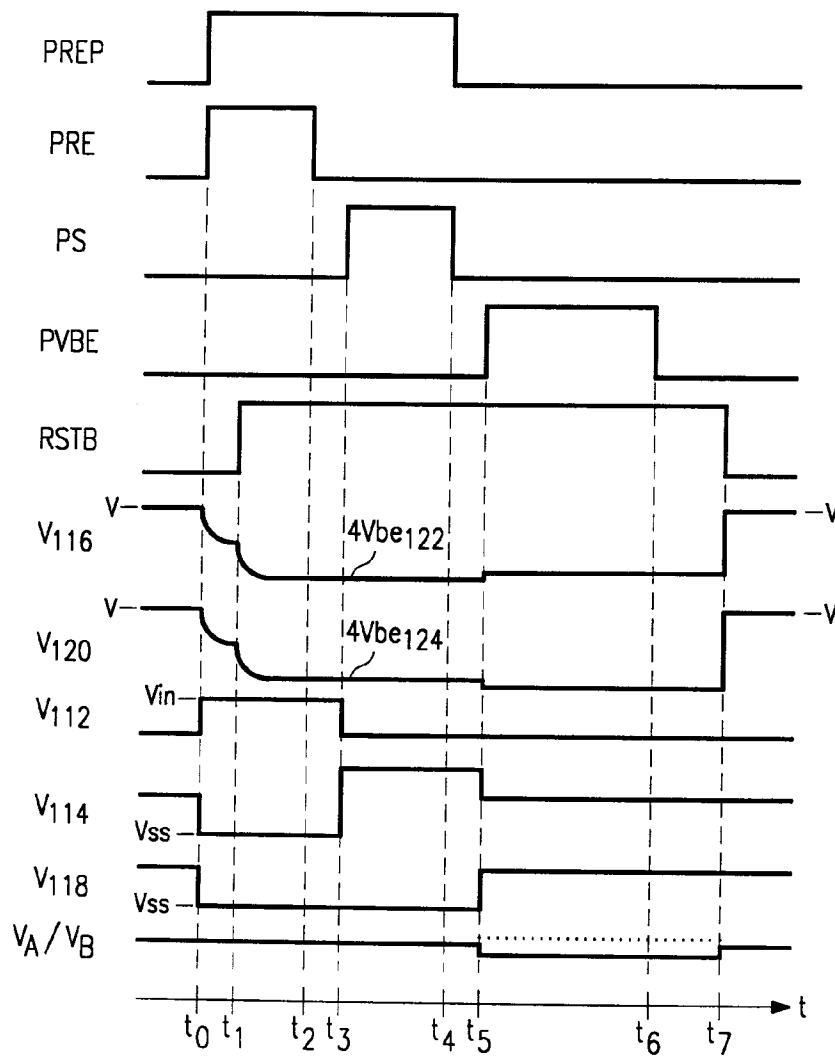 PREP
PRE
PS
PVBE
RSTB
V – – V
V116
4Vbe122
V – – V
V120
4Vbe124
Vin –
V112
V114
Vss –
V118
Vss –
VA/VB
t
t0 t1 t2 t3 t4 t5 t6 t7